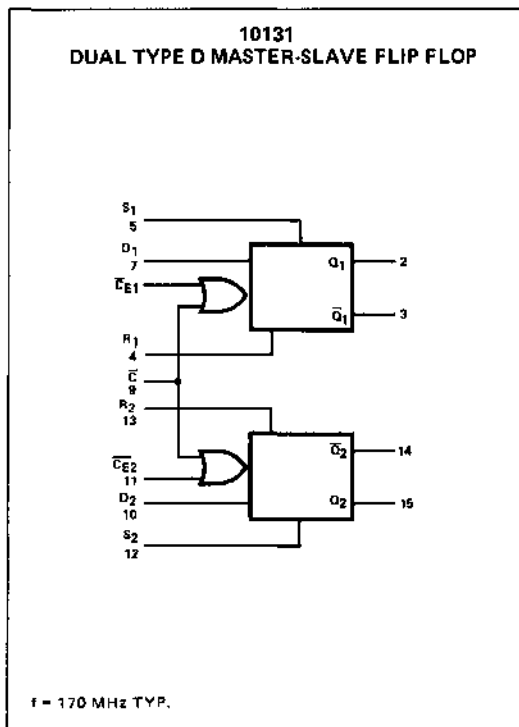 10131
DUAL TYPE D MASTER-SLAVE FLIP FLOP
S1
5
D1
7
C̅E1
R1
4
C̅
9
R2
13
C̅E2
11
D2
10
S2
12
Q1
2
Q̅1
3
Q̅2
14
Q2
15
f = 170 MHz TYP.